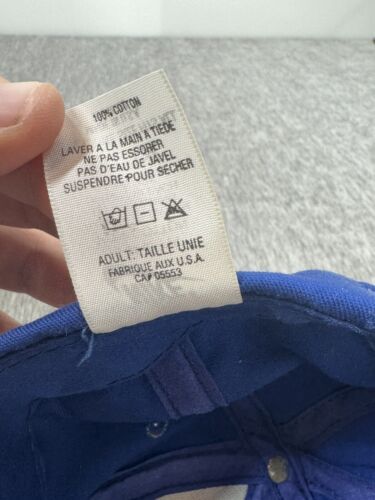 100% COTTON
LAVER A LA MAIN A TIEDE
NE PAS ESSORER
PAS D'EAU DE JAVEL
SUSPENDRE POUR SECHER
ADULT: TAILLE UNIE
FABRIQUE AUX U.S.A.
CA# 05553